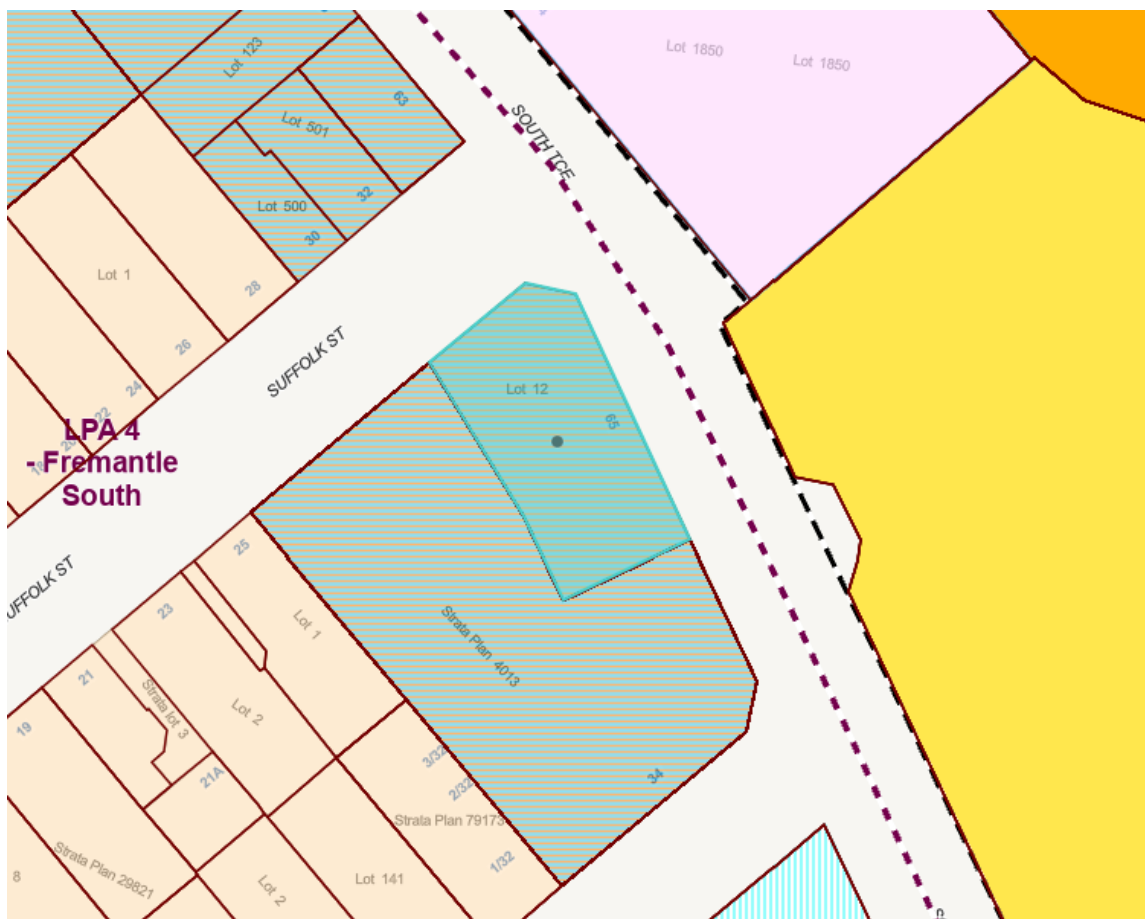 Lot 123
63
Lot 501
32
Lot 500
30
Lot 1850
Lot 1850
SOUTH TCE
Lot 1
28
26
24
22
18
LPA 4
- Fremantle
South
SUFFOLK ST
Lot 12
65
SUFFOLK ST
25
23
21
19
Lot 1
Lot 2
Strata lot 3
21A
Strata Plan 4013
34
3/32
2/32
1/32
Strata Plan 79173
Strata Plan 29821
8
Lot 2
Lot 141